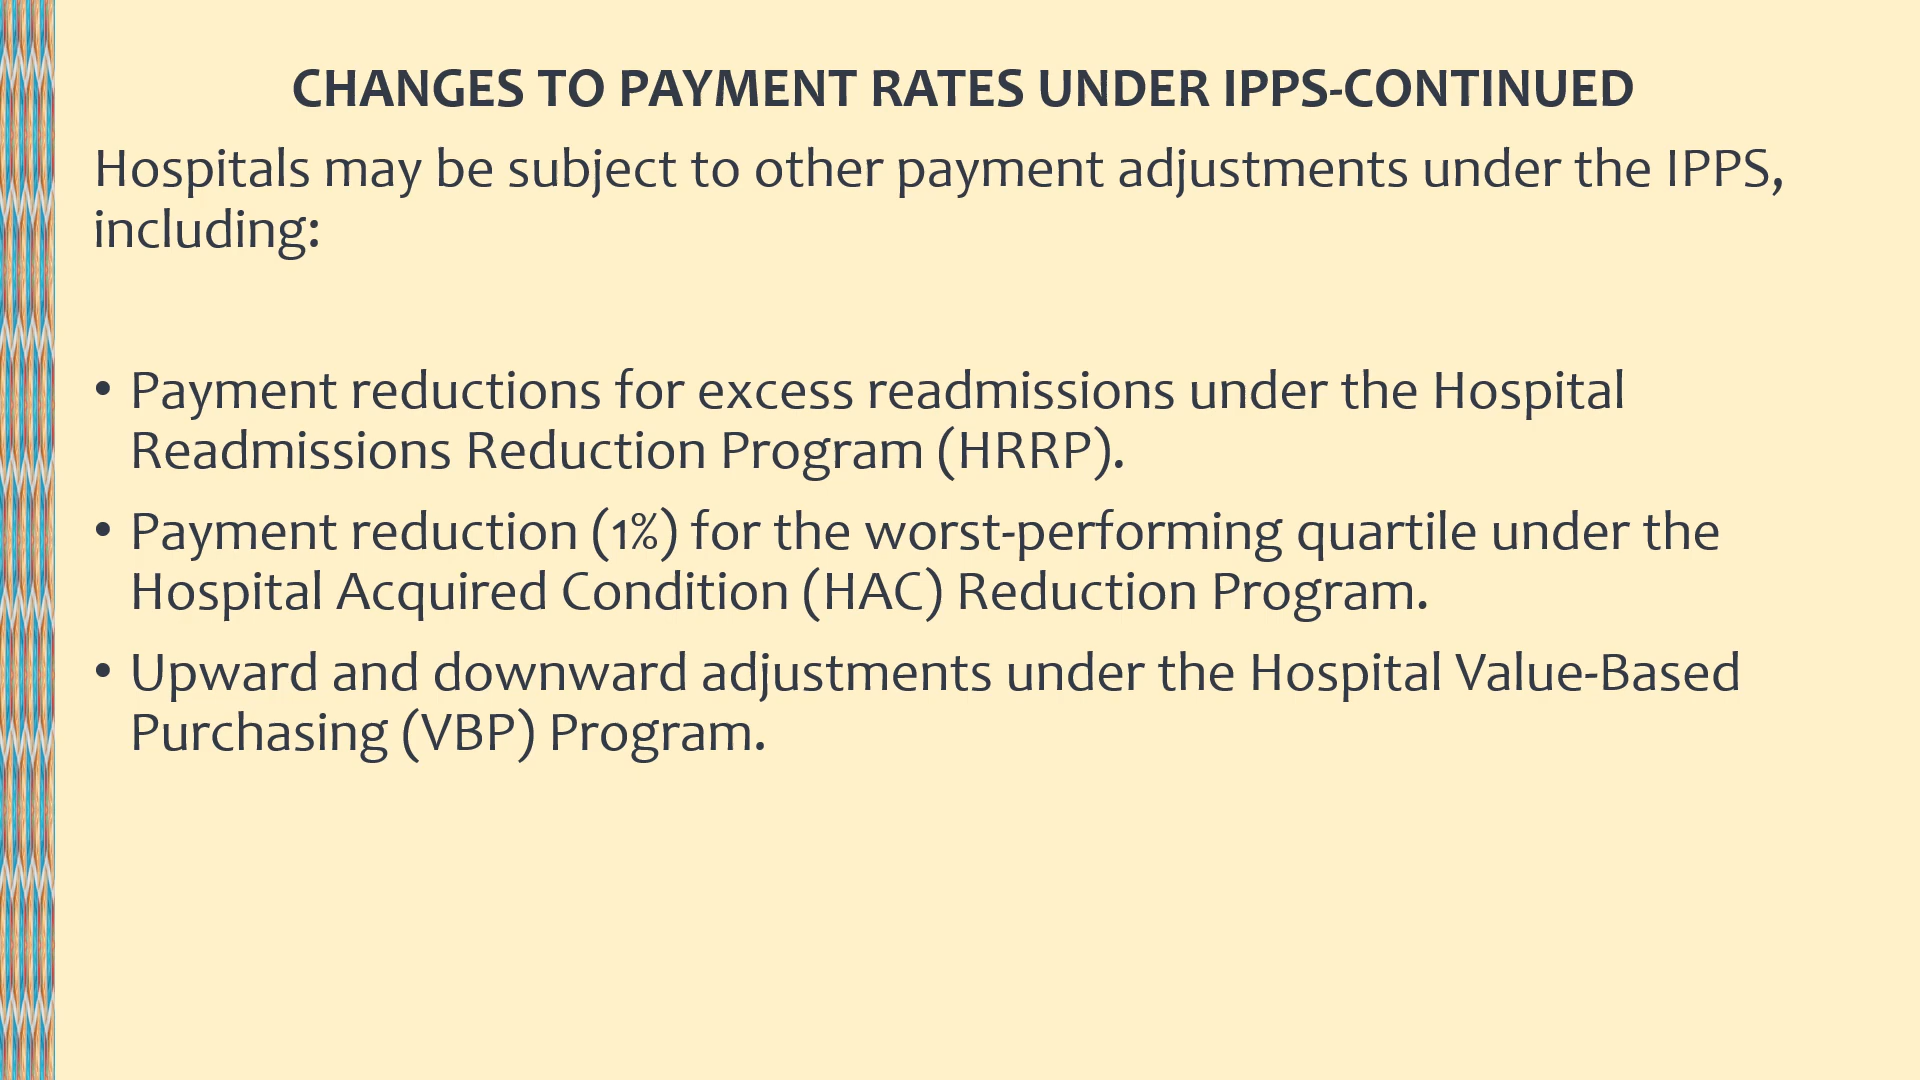 CHANGES TO PAYMENT RATES UNDER IPPS-CONTINUED
Hospitals may be subject to other payment adjustments under the IPPS,
including:
• Payment reductions for excess readmissions under the Hospital
Readmissions Reduction Program (HRRP).
• Payment reduction (1%) for the worst-performing quartile under the
Hospital Acquired Condition (HAC) Reduction Program.
• Upward and downward adjustments under the Hospital Value-Based
Purchasing (VBP) Program.